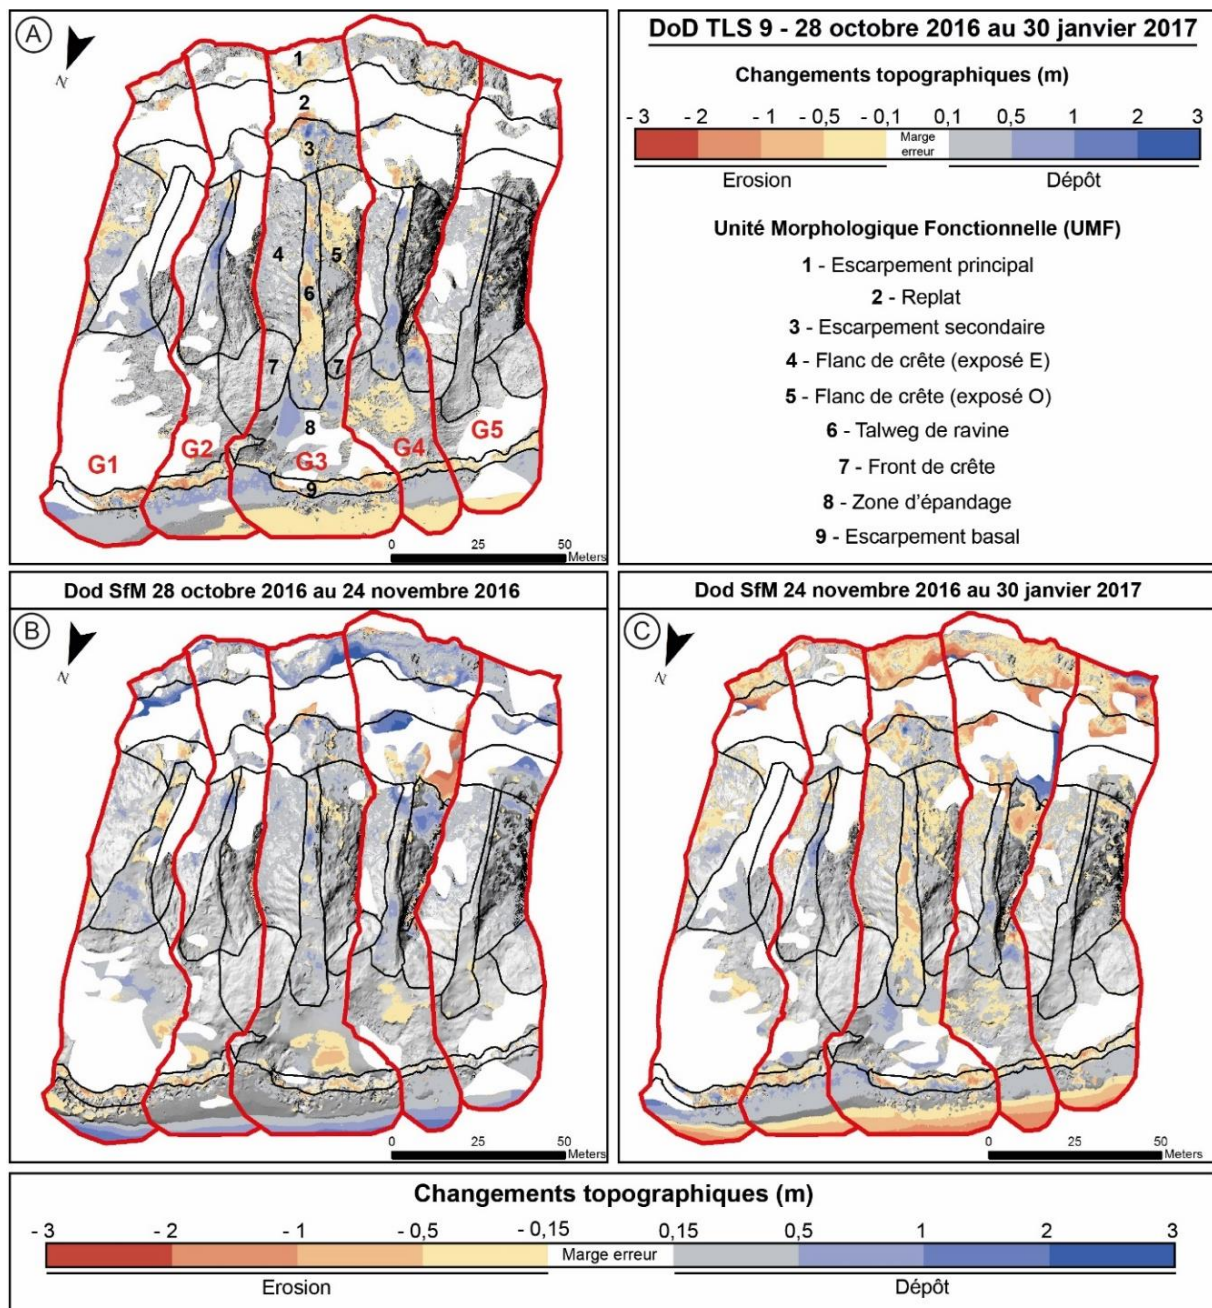 A
N
1
2
3
4
5
6
7
7
8
9
G1
G2
G3
G4
G5
0 25 50
Meters
DoD TLS 9 - 28 octobre 2016 au 30 janvier 2017
Changements topographiques (m)
- 3 - 2 - 1 - 0,5 - 0,1 0,1 0,5 1 2 3
Marge
erreur
Erosion Dépôt
Unité Morphologique Fonctionnelle (UMF)
1 - Escarpement principal
2 - Replat
3 - Escarpement secondaire
4 - Flanc de crête (exposé E)
5 - Flanc de crête (exposé O)
6 - Talweg de ravine
7 - Front de crête
8 - Zone d'épandage
9 - Escarpement basal
Dod SfM 28 octobre 2016 au 24 novembre 2016
B
N
0 25 50
Meters
Dod SfM 24 novembre 2016 au 30 janvier 2017
C
N
0 25 50
Meters
Changements topographiques (m)
- 3 - 2 - 1 - 0,5 - 0,15 0,15 0,5 1 2 3
Marge erreur
Erosion Dépôt